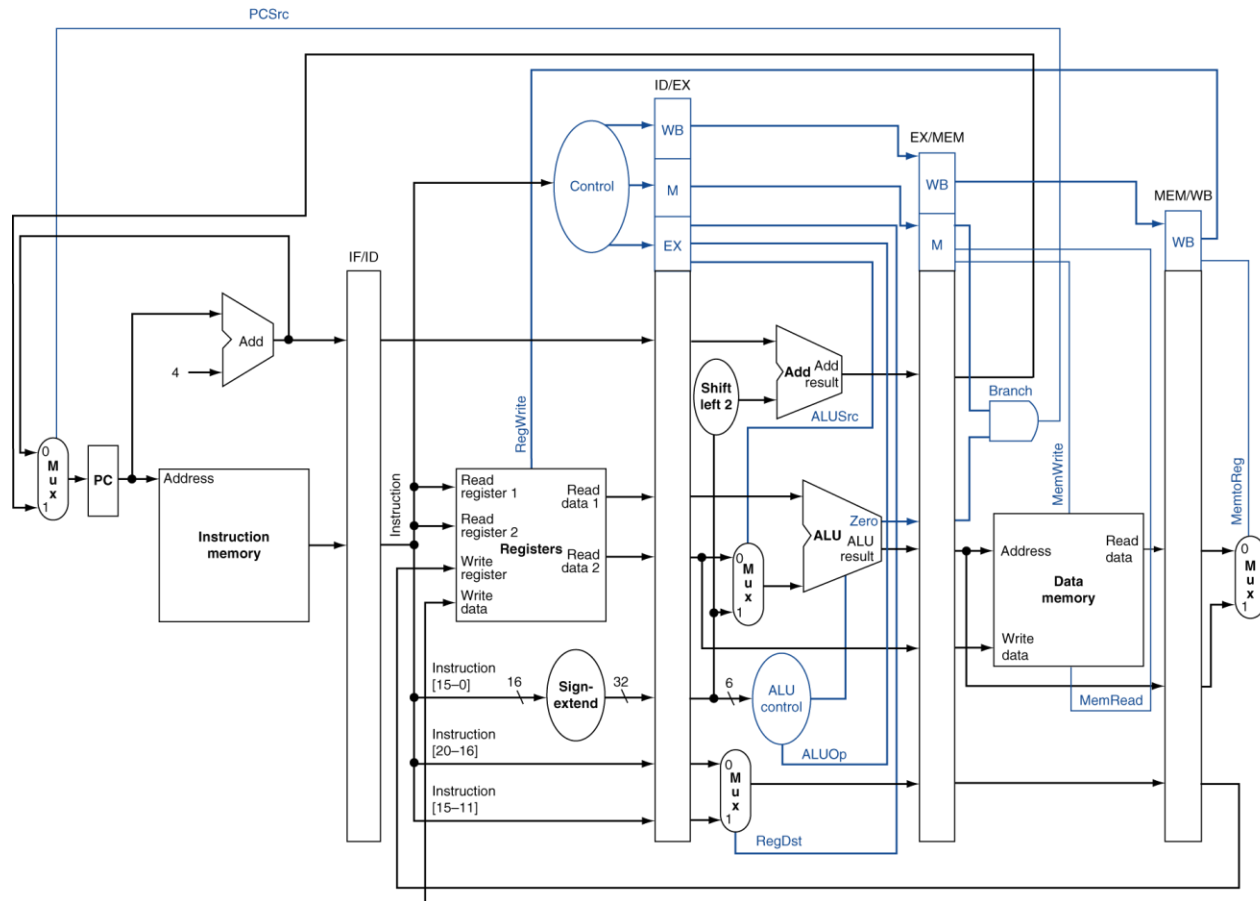 PCSrc
ID/EX
WB
EX/MEM
Control
M
WB
MEM/WB
EX
M
WB
IF/ID
Add
4
Add
Add
result
Shift
left 2
Branch
ALUSrc
RegWrite
MemWrite
MemtoReg
0
M
u
x
1
PC
Address
Instruction
memory
Instruction
Read
register 1
Read
data 1
Read
register 2
Registers
Write
register
Read
data 2
Write
data
0
M
u
x
1
Zero
ALU
ALU
result
Address
Read
data
Data
memory
Write
data
0
M
u
x
1
Instruction
[15–0]
16
Sign-
extend
32
6
ALU
control
MemRead
Instruction
[20–16]
ALUOp
0
M
u
x
1
Instruction
[15–11]
RegDst